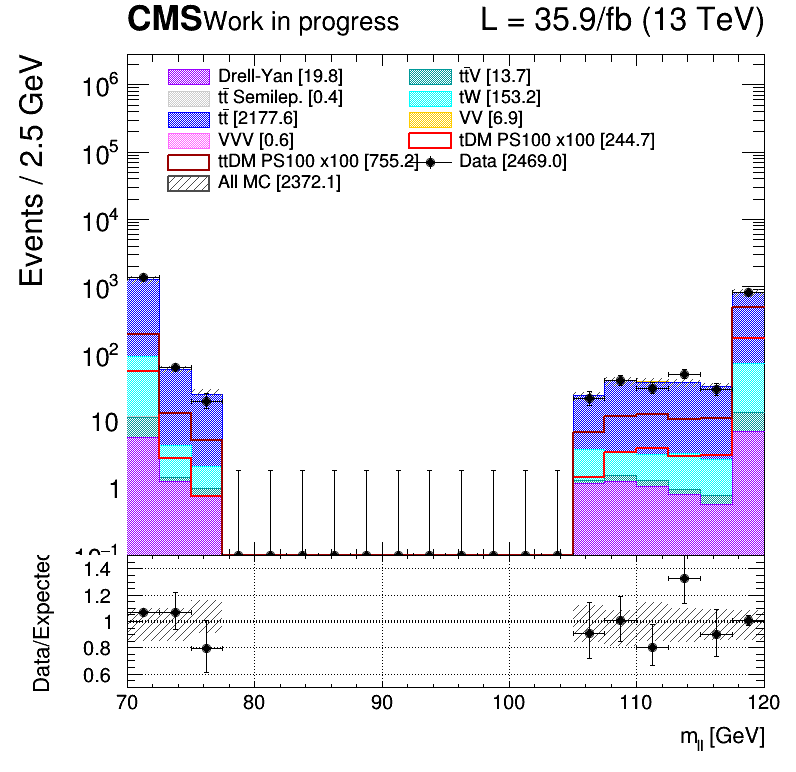 CMS Work in progress L = 35.9/fb (13 TeV)
Events / 2.5 GeV
Drell-Yan [19.8] tt̄V [13.7]
tt̄ Semilep. [0.4] tW [153.2]
tt̄ [2177.6] VV [6.9]
VVV [0.6] tDM PS100 x100 [244.7]
ttDM PS100 x100 [755.2] Data [2469.0]
All MC [2372.1]
10⁶
10⁵
10⁴
10³
10²
10
1
10⁻¹
Data/Expected
1.4
1.2
1
0.8
0.6
70 80 90 100 110 120
m_ll [GeV]